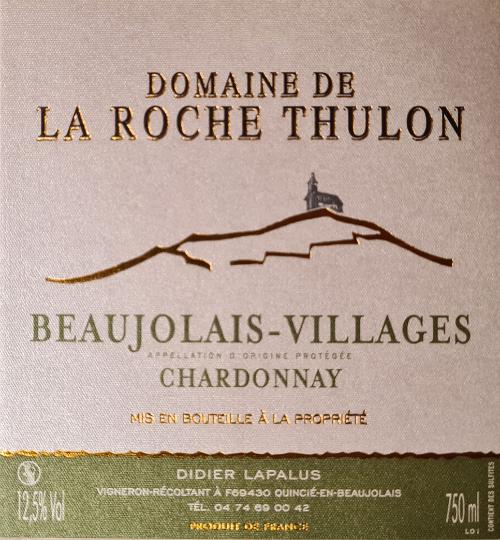 DOMAINE DE
LA ROCHE THULON
BEAUJOLAIS-VILLAGES
APPELLATION D'ORIGINE PROTÉGÉE
CHARDONNAY
MIS EN BOUTEILLE À LA PROPRIÉTÉ
DIDIER LAPALUS
VIGNERON-RÉCOLTANT À F69430 QUINCIÉ-EN-BEAUJOLAIS
TÉL. 04 74 69 00 42
PRODUIT DE FRANCE
12,5% Vol
750 ml
L01
CONTIENT DES SULFITES